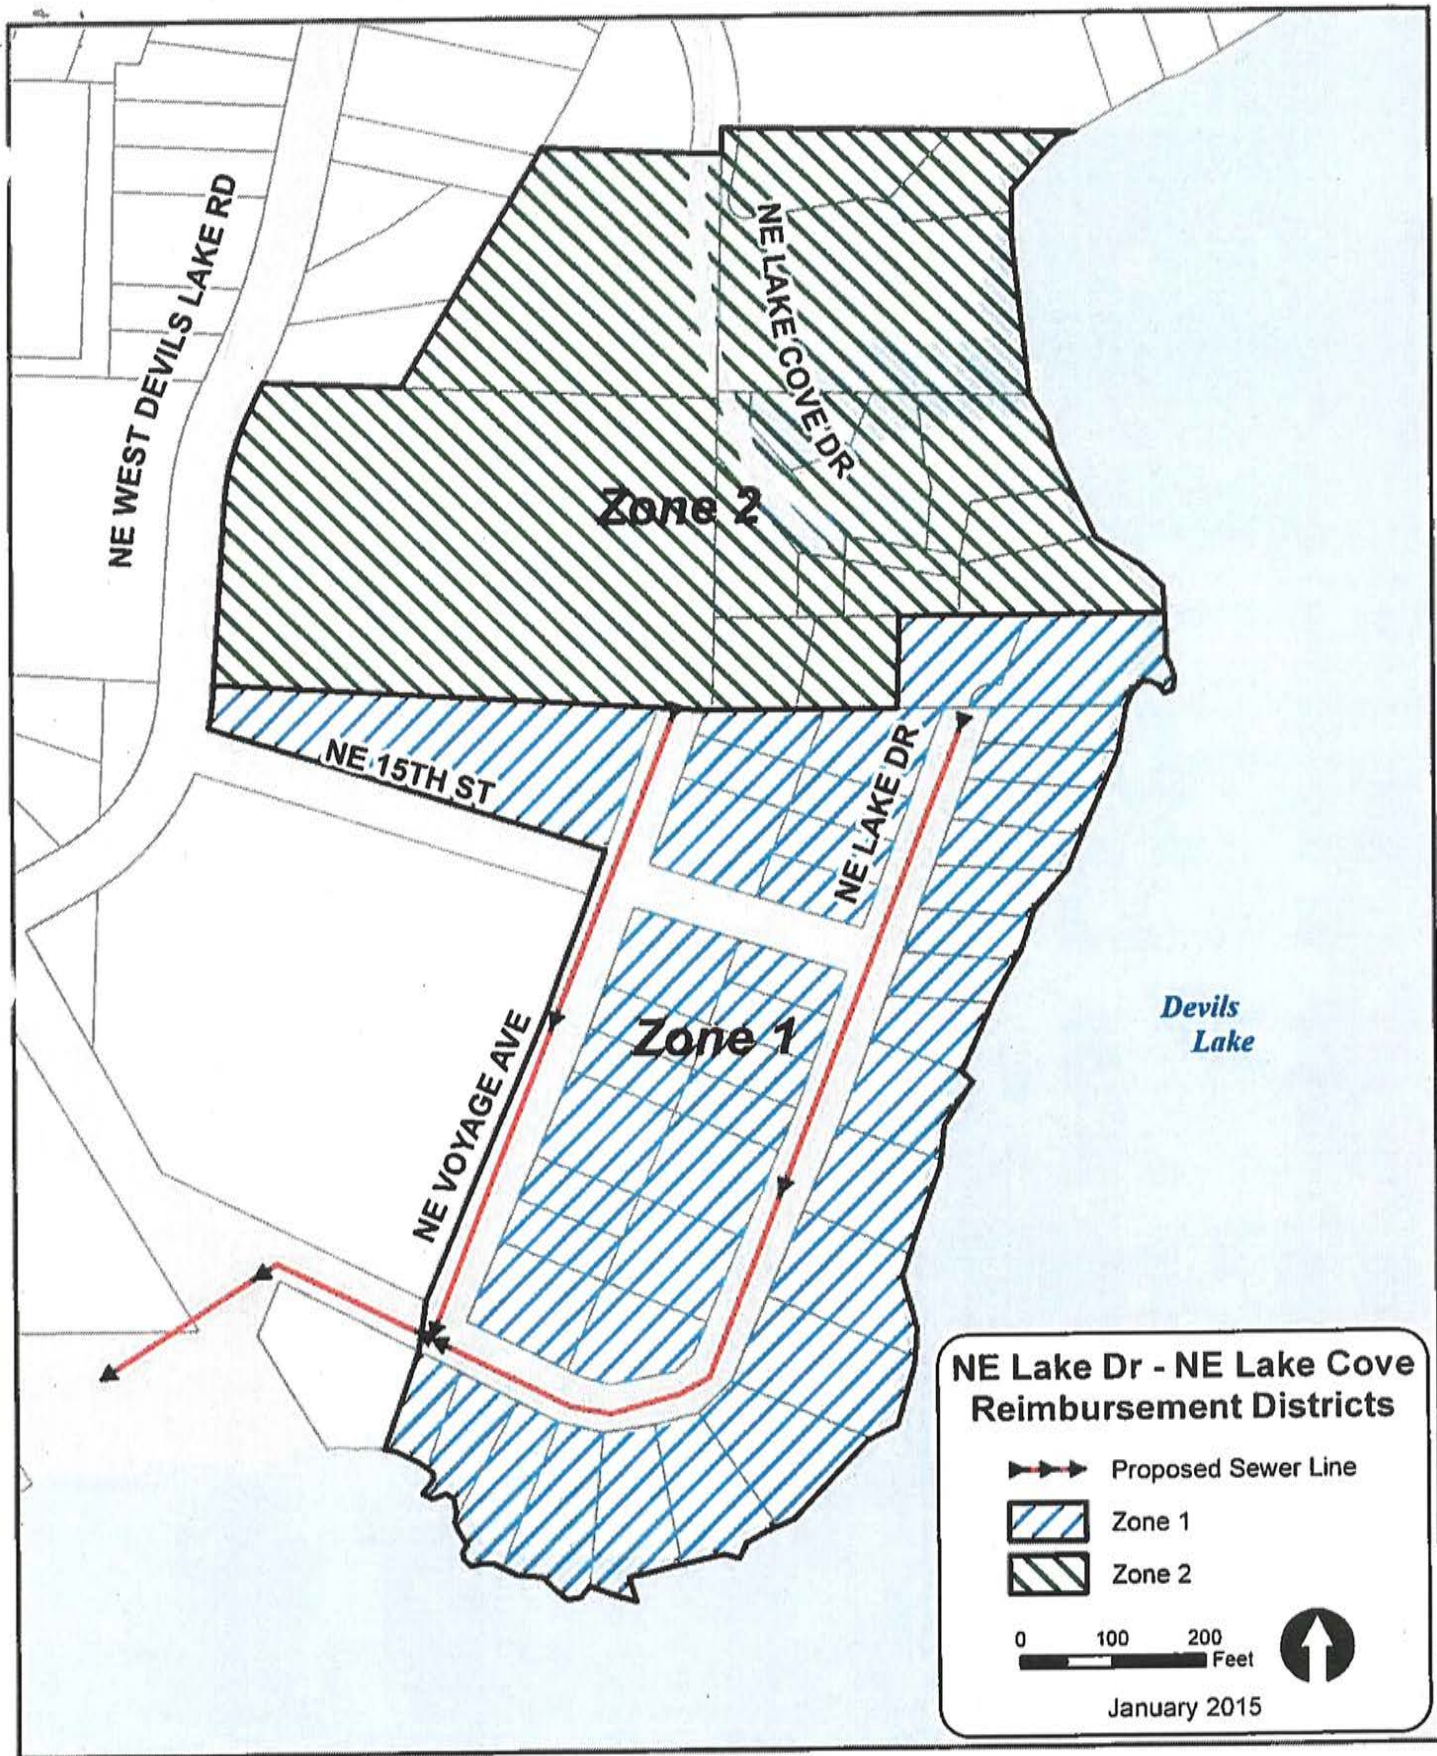 NE WEST DEVILS LAKE RD
NE LAKE COVE DR
Zone 2
NE 15TH ST
NE LAKE DR
Zone 1
NE VOYAGE AVE
Devils
Lake
NE Lake Dr - NE Lake Cove
Reimbursement Districts
Proposed Sewer Line
Zone 1
Zone 2
0 100 200
Feet
January 2015